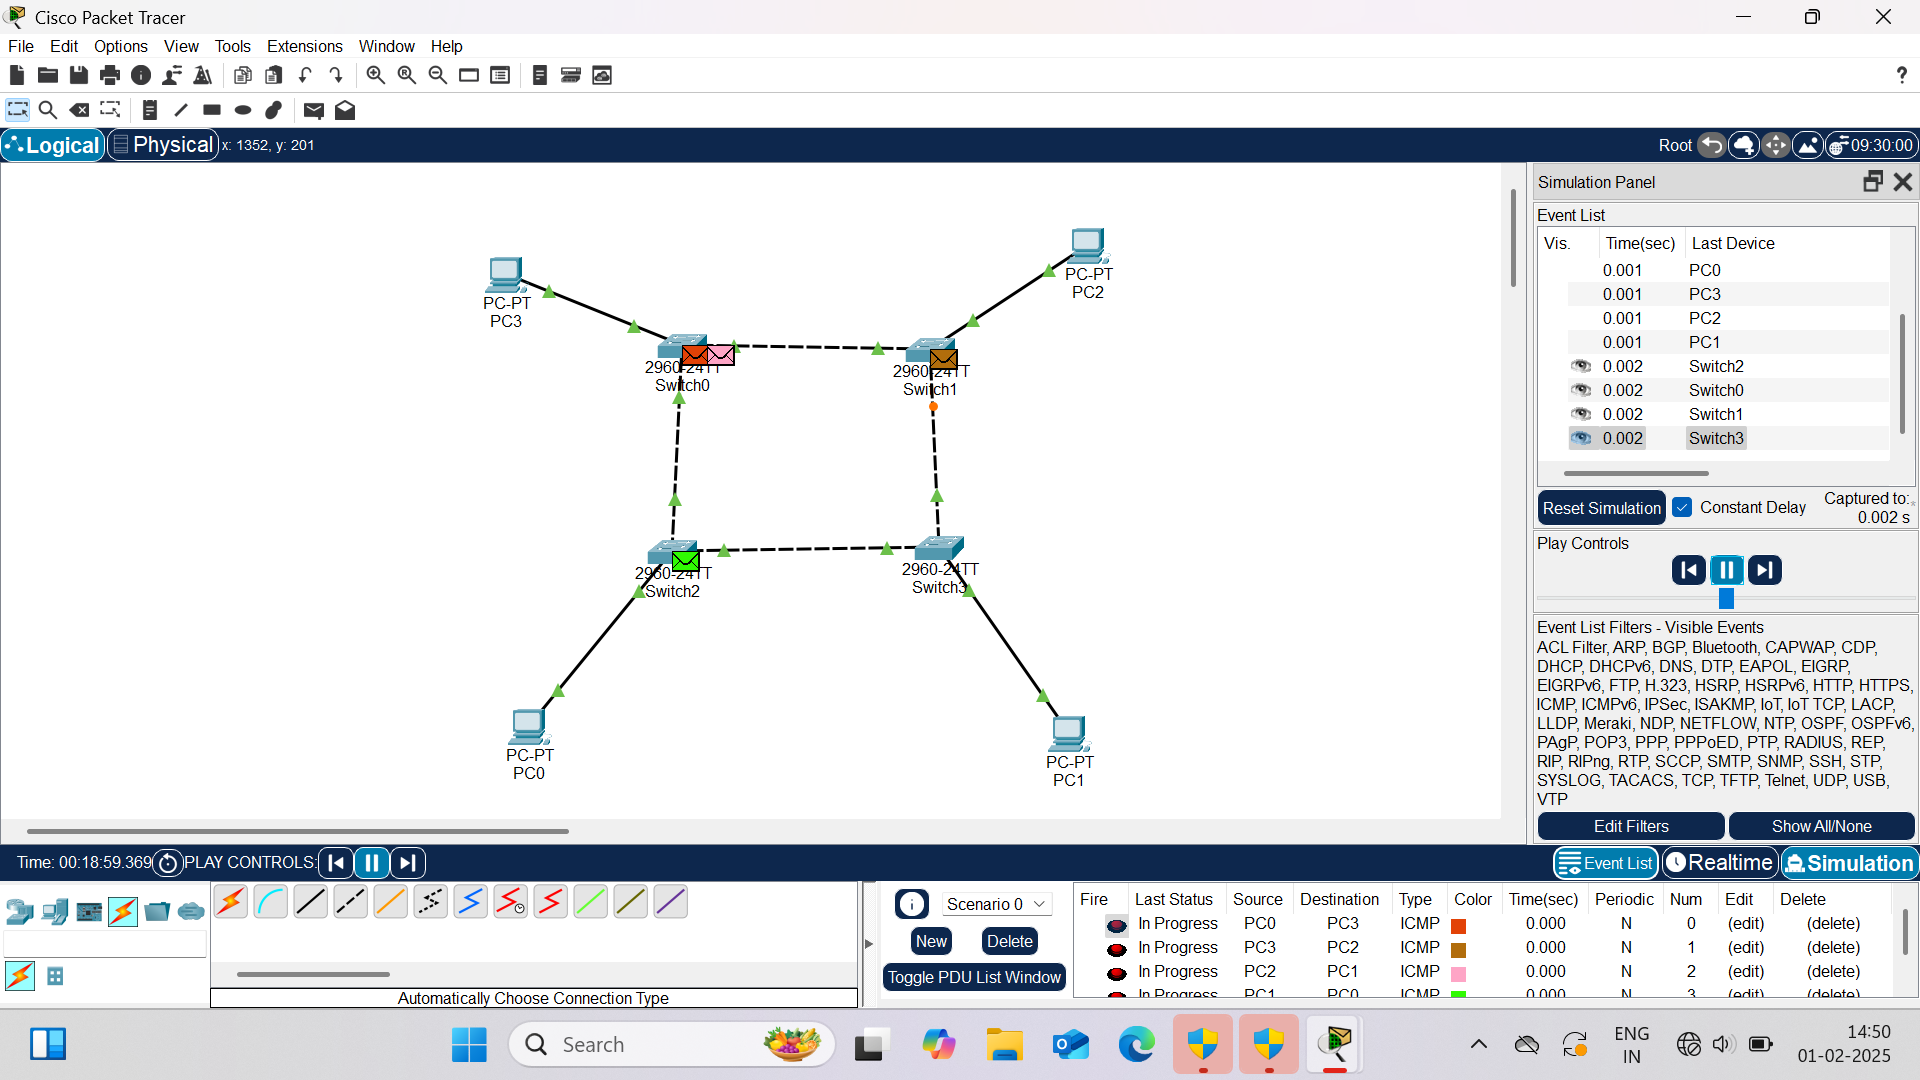 Cisco Packet Tracer
File Edit Options View Tools Extensions Window Help
?
Logical Physical x: 1352, y: 201 Root 09:30:00
PC-PT
PC3
PC-PT
PC2
2960-24TT
Switch0
2960-24TT
Switch1
2960-24TT
Switch2
2960-24TT
Switch3
PC-PT
PC0
PC-PT
PC1
Simulation Panel
Event List
Vis. Time(sec) Last Device
0.001 PC0
0.001 PC3
0.001 PC2
0.001 PC1
0.002 Switch2
0.002 Switch0
0.002 Switch1
0.002 Switch3
Reset Simulation Constant Delay Captured to:*
0.002 s
Play Controls
Event List Filters - Visible Events
ACL Filter, ARP, BGP, Bluetooth, CAPWAP, CDP,
DHCP, DHCPv6, DNS, DTP, EAPOL, EIGRP,
EIGRPv6, FTP, H.323, HSRP, HSRPv6, HTTP, HTTPS,
ICMP, ICMPv6, IPSec, ISAKMP, IoT, IoT TCP, LACP,
LLDP, Meraki, NDP, NETFLOW, NTP, OSPF, OSPFv6,
PAgP, POP3, PPP, PPPoED, PTP, RADIUS, REP,
RIP, RIPng, RTP, SCCP, SMTP, SNMP, SSH, STP,
SYSLOG, TACACS, TCP, TFTP, Telnet, UDP, USB,
VTP
Edit Filters Show All/None
Time: 00:18:59.369 PLAY CONTROLS: Event List Realtime Simulation
Automatically Choose Connection Type
Scenario 0
New Delete
Toggle PDU List Window
Fire Last Status Source Destination Type Color Time(sec) Periodic Num Edit Delete
In Progress PC0 PC3 ICMP 0.000 N 0 (edit) (delete)
In Progress PC3 PC2 ICMP 0.000 N 1 (edit) (delete)
In Progress PC2 PC1 ICMP 0.000 N 2 (edit) (delete)
In Progress PC1 PC0 ICMP 0.000 N 3 (edit) (delete)
Search
ENG
IN
14:50
01-02-2025